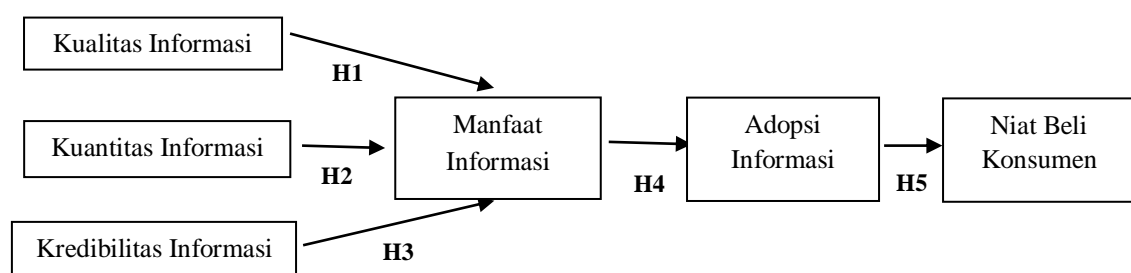 Kualitas Informasi
H1
Kuantitas Informasi
H2
Kredibilitas Informasi
H3
Manfaat
Informasi
H4
Adopsi
Informasi
H5
Niat Beli
Konsumen